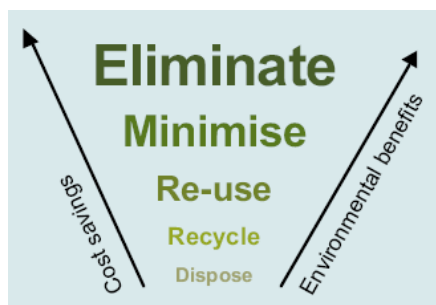 Eliminate
Minimise
Re-use
Recycle
Dispose
Cost savings
Environmental benefits